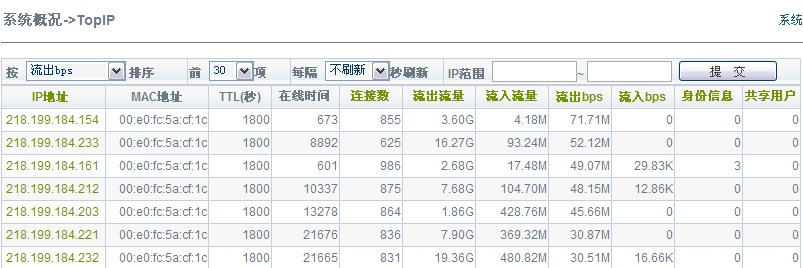 系统概况->TopIP 系统
按 流出bps 排序 前 30 项 每隔 不刷新 秒刷新 IP范围 ~ 提 交
IP地址 MAC地址 TTL(秒) 在线时间 连接数 流出流量 流入流量 流出bps 流入bps 身份信息 共享用户
218.199.184.154 00:e0:fc:5a:cf:1c 1800 673 855 3.60G 4.18M 71.71M 0 0 0
218.199.184.233 00:e0:fc:5a:cf:1c 1800 8892 625 16.27G 93.24M 52.12M 0 0 0
218.199.184.161 00:e0:fc:5a:cf:1c 1800 601 986 2.68G 17.48M 49.07M 29.83K 3 0
218.199.184.212 00:e0:fc:5a:cf:1c 1800 10337 875 7.68G 104.70M 48.15M 12.86K 0 0
218.199.184.203 00:e0:fc:5a:cf:1c 1800 13278 864 1.86G 428.76M 45.66M 0 0 0
218.199.184.221 00:e0:fc:5a:cf:1c 1800 21676 836 7.90G 369.32M 30.87M 0 0 0
218.199.184.232 00:e0:fc:5a:cf:1c 1800 21665 831 19.36G 480.82M 30.51M 16.66K 0 0